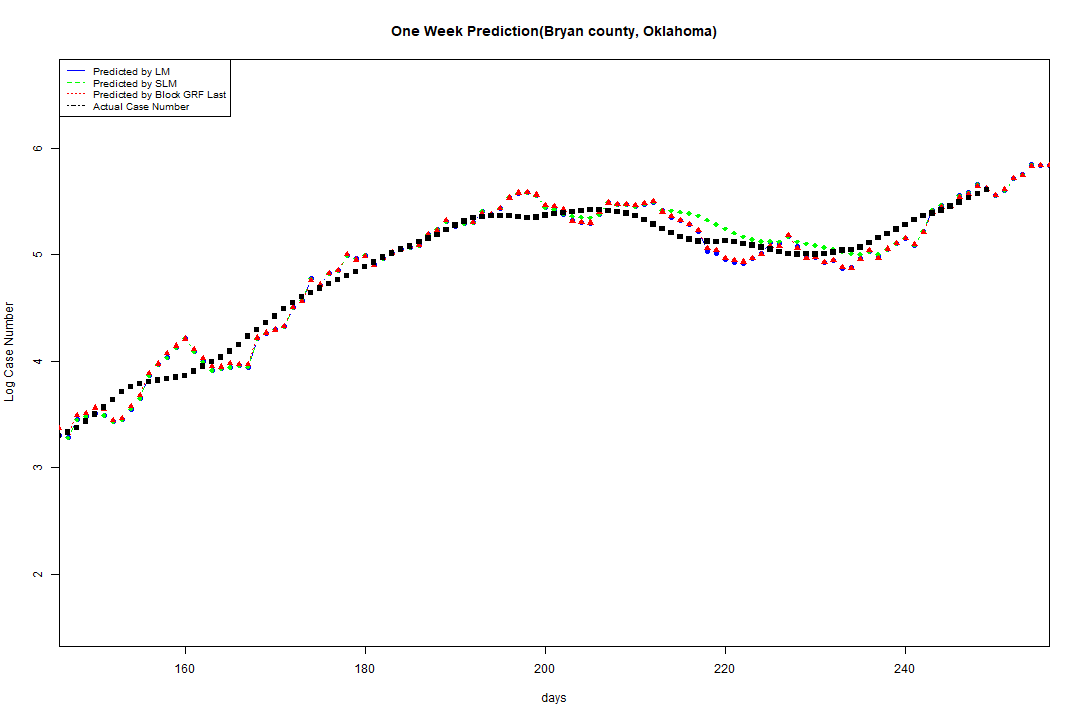 One Week Prediction(Bryan county, Oklahoma)
Predicted by LM
Predicted by SLM
Predicted by Block GRF Last
Actual Case Number
6
5
4
3
2
Log Case Number
160 180 200 220 240
days